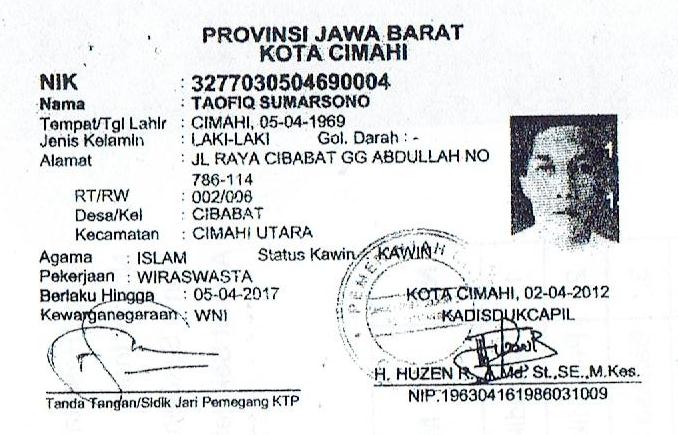 PROVINSI JAWA BARAT
KOTA CIMAHI
NIK : 3277030504690004
Nama : TAOFIQ SUMARSONO
Tempat/Tgl Lahir : CIMAHI, 05-04-1969
Jenis Kelamin : LAKI-LAKI Gol. Darah : -
Alamat : JL RAYA CIBABAT GG ABDULLAH NO
786-114
RT/RW : 002/006
Desa/Kel : CIBABAT
Kecamatan : CIMAHI UTARA
Agama : ISLAM Status Kawin : KAWIN
Pekerjaan : WIRASWASTA
Berlaku Hingga : 05-04-2017
Kewarganegaraan : WNI
KOTA CIMAHI, 02-04-2012
KADISDUKCAPIL
H. HUZEN R. A.Md. St.,SE.,M.Kes.
NIP.196304161986031009
Tanda Tangan/Sidik Jari Pemegang KTP